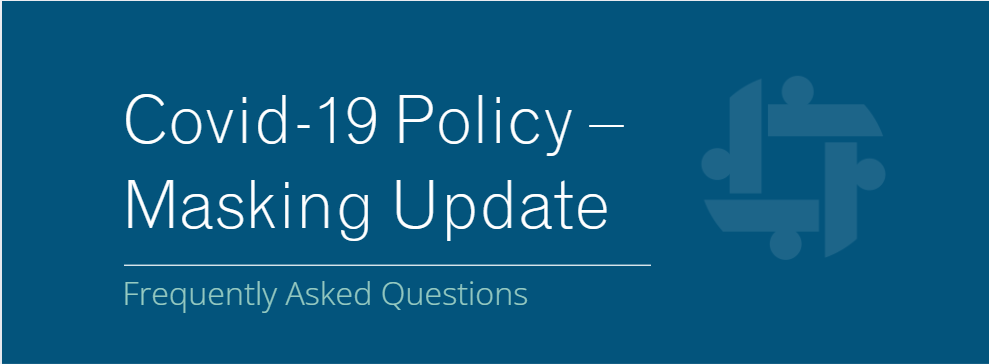 Covid-19 Policy –
Masking Update
Frequently Asked Questions